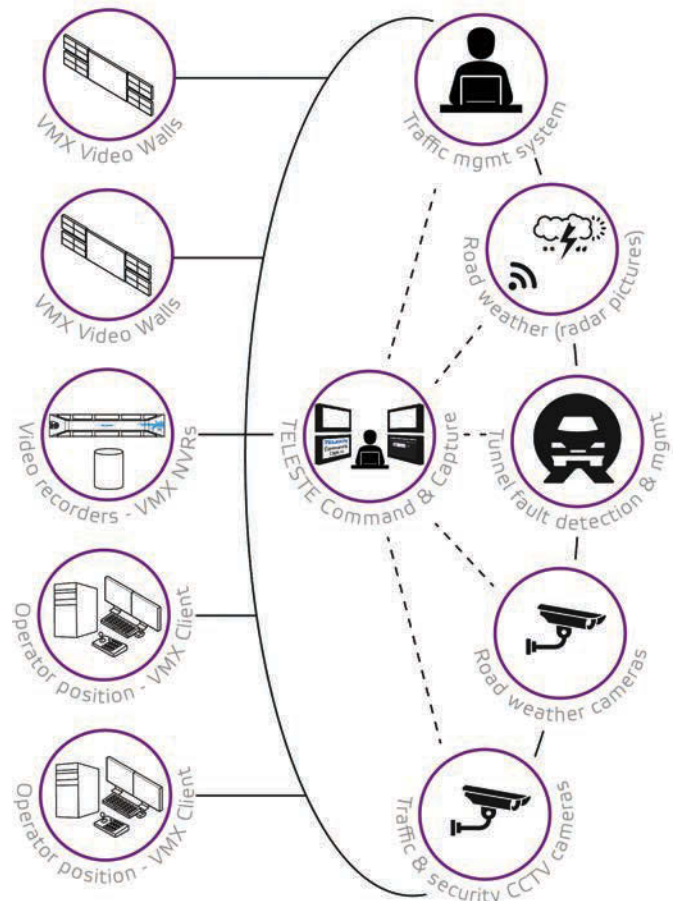 VMX Video Walls
VMX Video Walls
Video recorders - VMX NVRs
Operator position - VMX Client
Operator position - VMX Client
TELESTE Command & Capture
Traffic mgmt system
Road weather (radar pictures)
Tunnel fault detection & mgmt
Road weather cameras
Traffic & security CCTV cameras